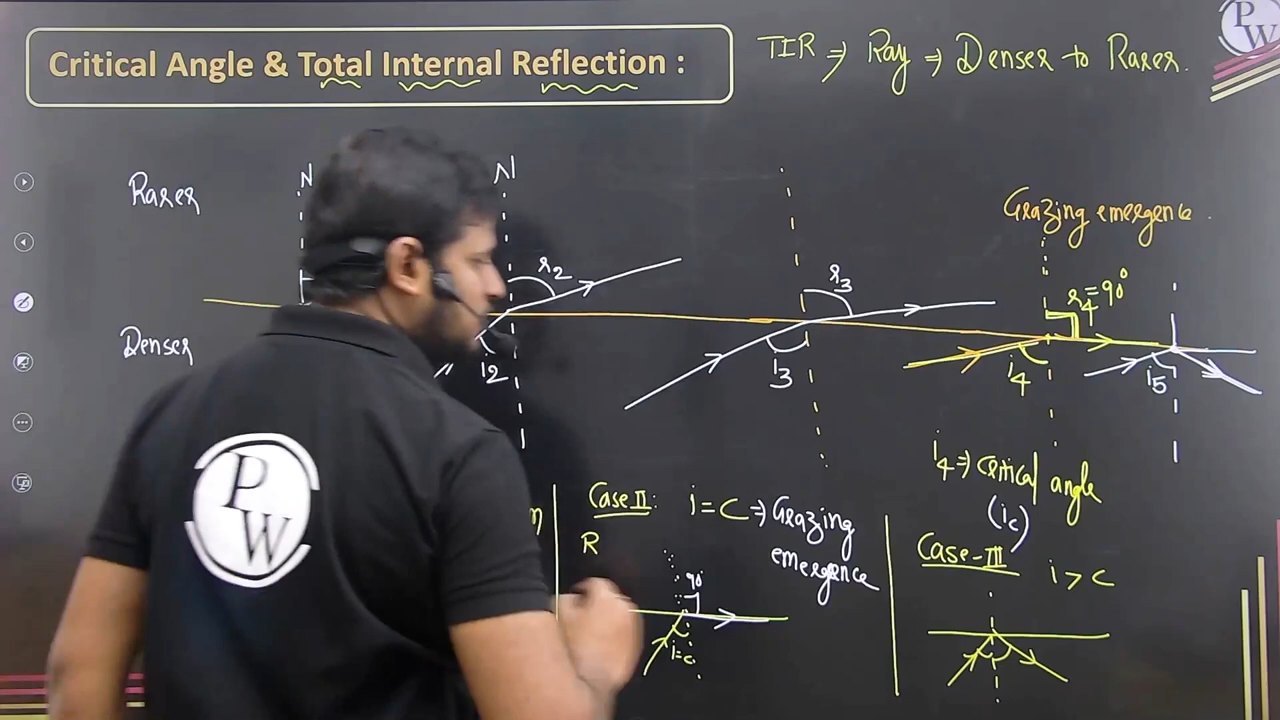 Critical Angle & Total Internal Reflection :
TIR ⇒ Ray ⇒ Denser to Rarer.
PW
Rarer
N
N
Grazing emergence.
r2
r3
r4=90°
Denser
i2
i3
i4
i5
i4 ⇒ Critical angle
(ic)
Case II: i = C ⇒ Grazing
emergence
R
90°
i=c
Case-III
i > C
PW